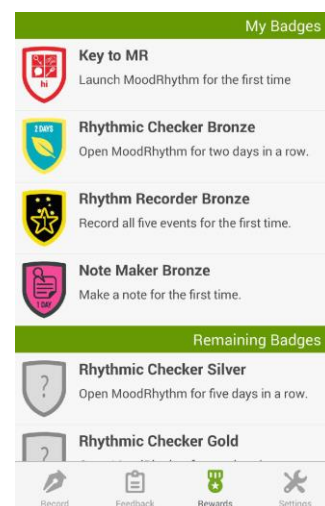 My Badges
Key to MR
Launch MoodRhythm for the first time
hi
Rhythmic Checker Bronze
2 DAYS
Open MoodRhythm for two days in a row.
Rhythm Recorder Bronze
1
Record all five events for the first time.
Note Maker Bronze
Make a note for the first time.
1 DAY
Remaining Badges
Rhythmic Checker Silver
?
Open MoodRhythm for five days in a row.
Rhythmic Checker Gold
?
Record Feedback Rewards Settings